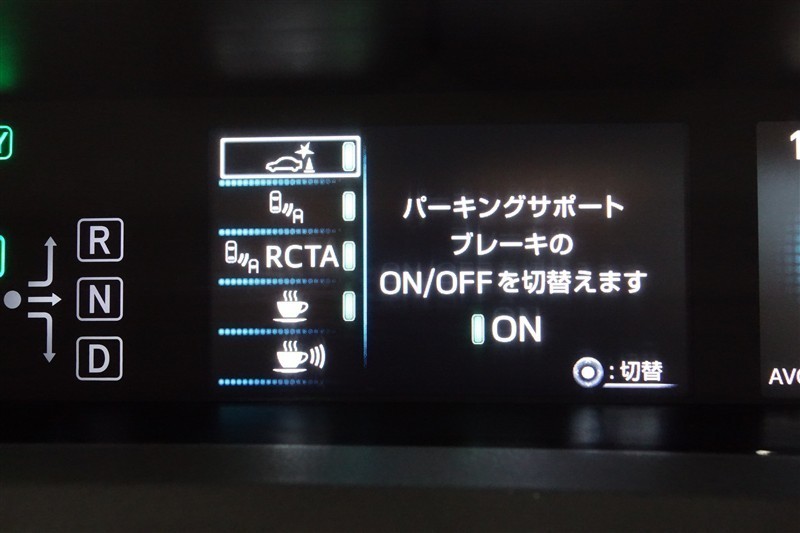 R
N
D
A
A RCTA
パーキングサポート
ブレーキの
ON/OFFを切替えます
ON
:切替